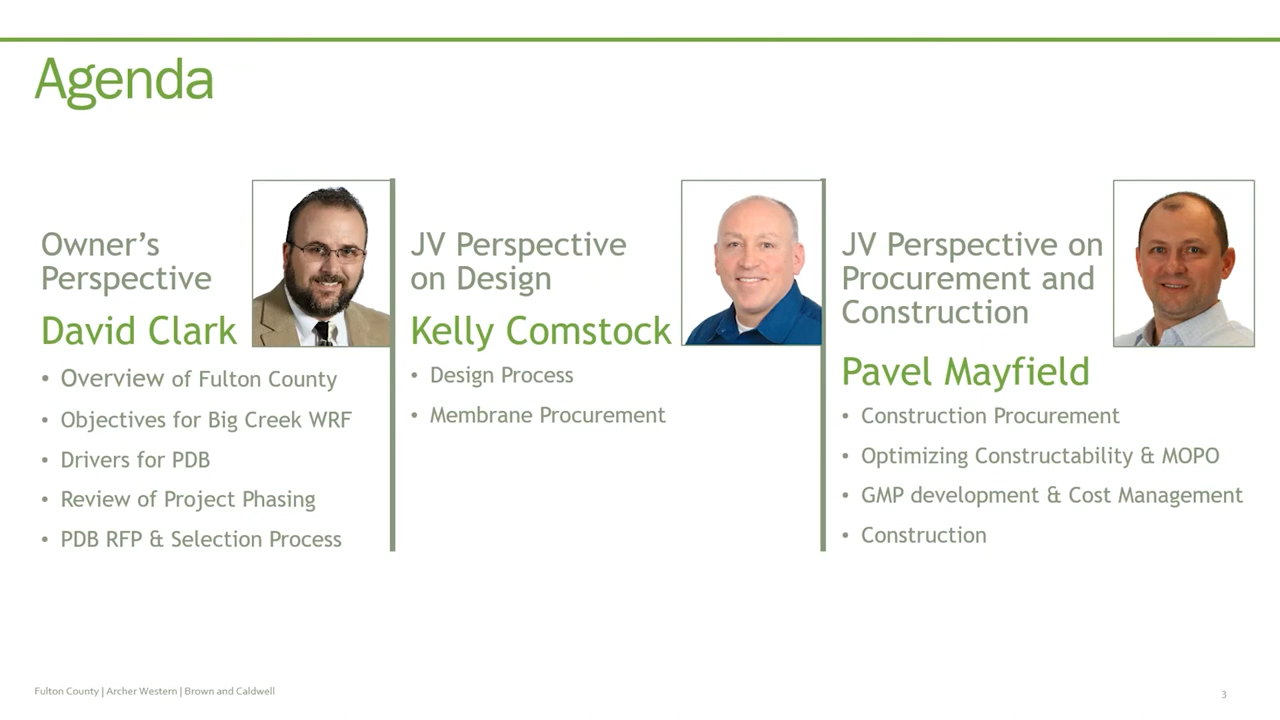 Agenda
Owner’s
Perspective
David Clark
• Overview of Fulton County
• Objectives for Big Creek WRF
• Drivers for PDB
• Review of Project Phasing
• PDB RFP & Selection Process
JV Perspective
on Design
Kelly Comstock
• Design Process
• Membrane Procurement
JV Perspective on
Procurement and
Construction
Pavel Mayfield
• Construction Procurement
• Optimizing Constructability & MOPO
• GMP development & Cost Management
• Construction
Fulton County | Archer Western | Brown and Caldwell
3